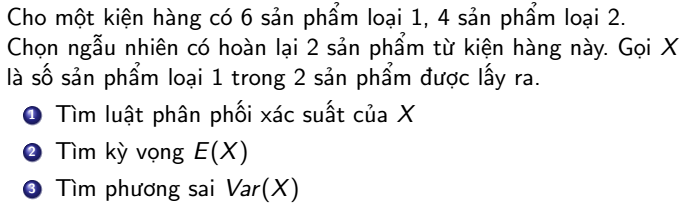 Cho một kiện hàng có 6 sản phẩm loại 1, 4 sản phẩm loại 2.
Chọn ngẫu nhiên có hoàn lại 2 sản phẩm từ kiện hàng này. Gọi X
là số sản phẩm loại 1 trong 2 sản phẩm được lấy ra.
1 Tìm luật phân phối xác suất của X
2 Tìm kỳ vọng E(X)
3 Tìm phương sai Var(X)